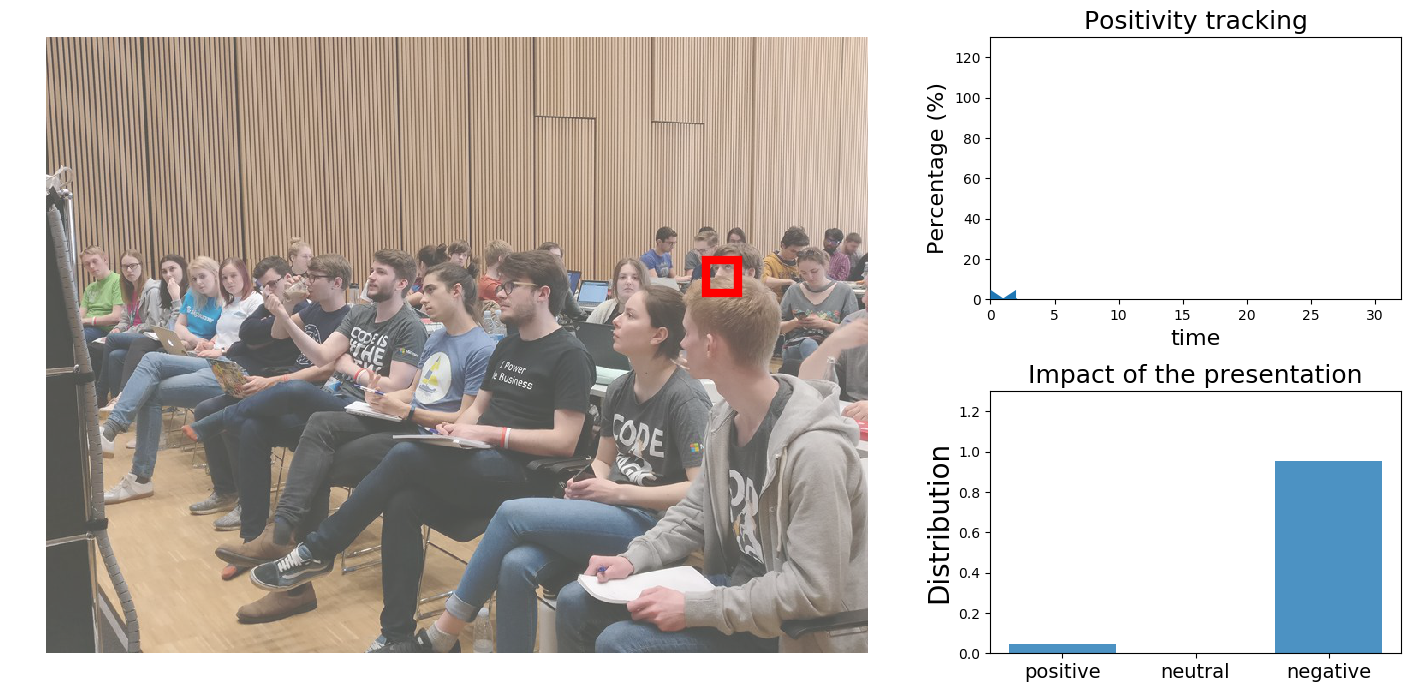 Positivity tracking
Percentage (%)
120
100
80
60
40
20
0
0 5 10 15 20 25 30
time
Impact of the presentation
Distribution
1.2
1.0
0.8
0.6
0.4
0.2
0.0
positive neutral negative
CODE IS
THE
Power
Business
CODE